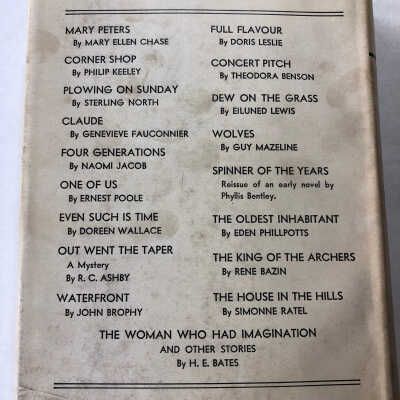 MARY PETERS
By MARY ELLEN CHASE
CORNER SHOP
By PHILIP KEELEY
PLOWING ON SUNDAY
By STERLING NORTH
CLAUDE
By GENEVIEVE FAUCONNIER
FOUR GENERATIONS
By NAOMI JACOB
ONE OF US
By ERNEST POOLE
EVEN SUCH IS TIME
By DOREEN WALLACE
OUT WENT THE TAPER
A Mystery
By R. C. ASHBY
WATERFRONT
By JOHN BROPHY
FULL FLAVOUR
By DORIS LESLIE
CONCERT PITCH
By THEODORA BENSON
DEW ON THE GRASS
By EILUNED LEWIS
WOLVES
By GUY MAZELINE
SPINNER OF THE YEARS
Reissue of an early novel by
Phyllis Bentley.
THE OLDEST INHABITANT
By EDEN PHILLPOTTS
THE KING OF THE ARCHERS
By RENE BAZIN
THE HOUSE IN THE HILLS
By SIMONNE RATEL
THE WOMAN WHO HAD IMAGINATION
AND OTHER STORIES
By H. E. BATES